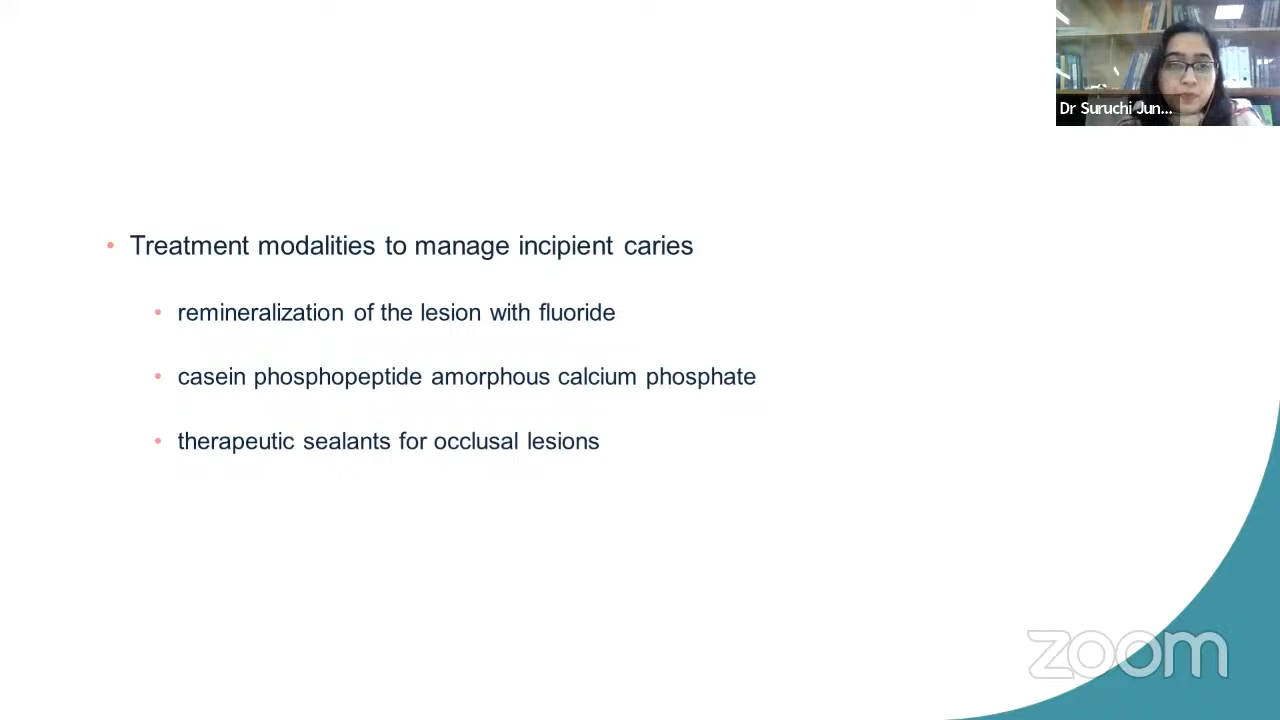 Dr Suruchi Jun...
• Treatment modalities to manage incipient caries
• remineralization of the lesion with fluoride
• casein phosphopeptide amorphous calcium phosphate
• therapeutic sealants for occlusal lesions
zoom